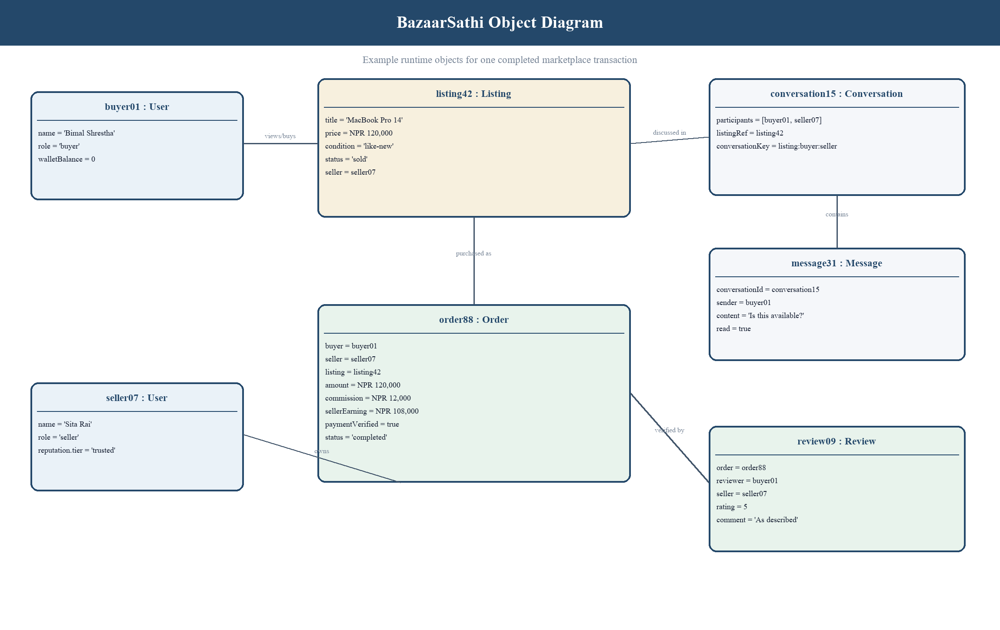 BazaarSathi Object Diagram
Example runtime objects for one completed marketplace transaction
buyer01 : User
name = 'Bimal Shrestha'
role = 'buyer'
walletBalance = 0
views/buys
listing42 : Listing
title = 'MacBook Pro 14'
price = NPR 120,000
condition = 'like-new'
status = 'sold'
seller = seller07
discussed in
conversation15 : Conversation
participants = [buyer01, seller07]
listingRef = listing42
conversationKey = listing:buyer:seller
contains
purchased as
message31 : Message
conversationId = conversation15
sender = buyer01
content = 'Is this available?'
read = true
order88 : Order
buyer = buyer01
seller = seller07
listing = listing42
amount = NPR 120,000
commission = NPR 12,000
sellerEarning = NPR 108,000
paymentVerified = true
status = 'completed'
seller07 : User
name = 'Sita Rai'
role = 'seller'
reputation.tier = 'trusted'
owns
verified by
review09 : Review
order = order88
reviewer = buyer01
seller = seller07
rating = 5
comment = 'As described'